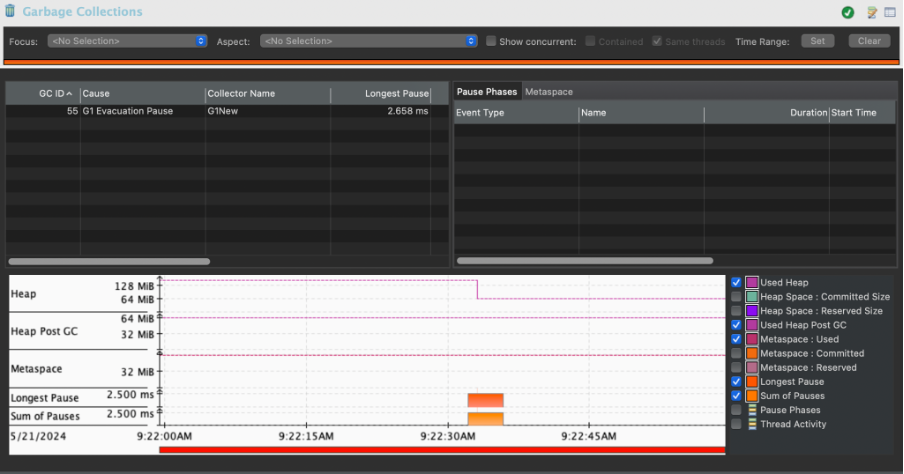 Garbage Collections
Focus: <No Selection> Aspect: <No Selection> Show concurrent: Contained Same threads Time Range: Set Clear
GC ID Cause Collector Name Longest Pause
55 G1 Evacuation Pause G1New 2.658 ms
Pause Phases Metaspace
Event Type Name Duration Start Time
Heap
128 MiB
64 MiB
Heap Post GC
64 MiB
32 MiB
Metaspace
32 MiB
Longest Pause 2.500 ms
Sum of Pauses 2.500 ms
5/21/2024 9:22:00AM 9:22:15AM 9:22:30AM 9:22:45AM
Used Heap
Heap Space : Committed Size
Heap Space : Reserved Size
Used Heap Post GC
Metaspace : Used
Metaspace : Committed
Metaspace : Reserved
Longest Pause
Sum of Pauses
Pause Phases
Thread Activity